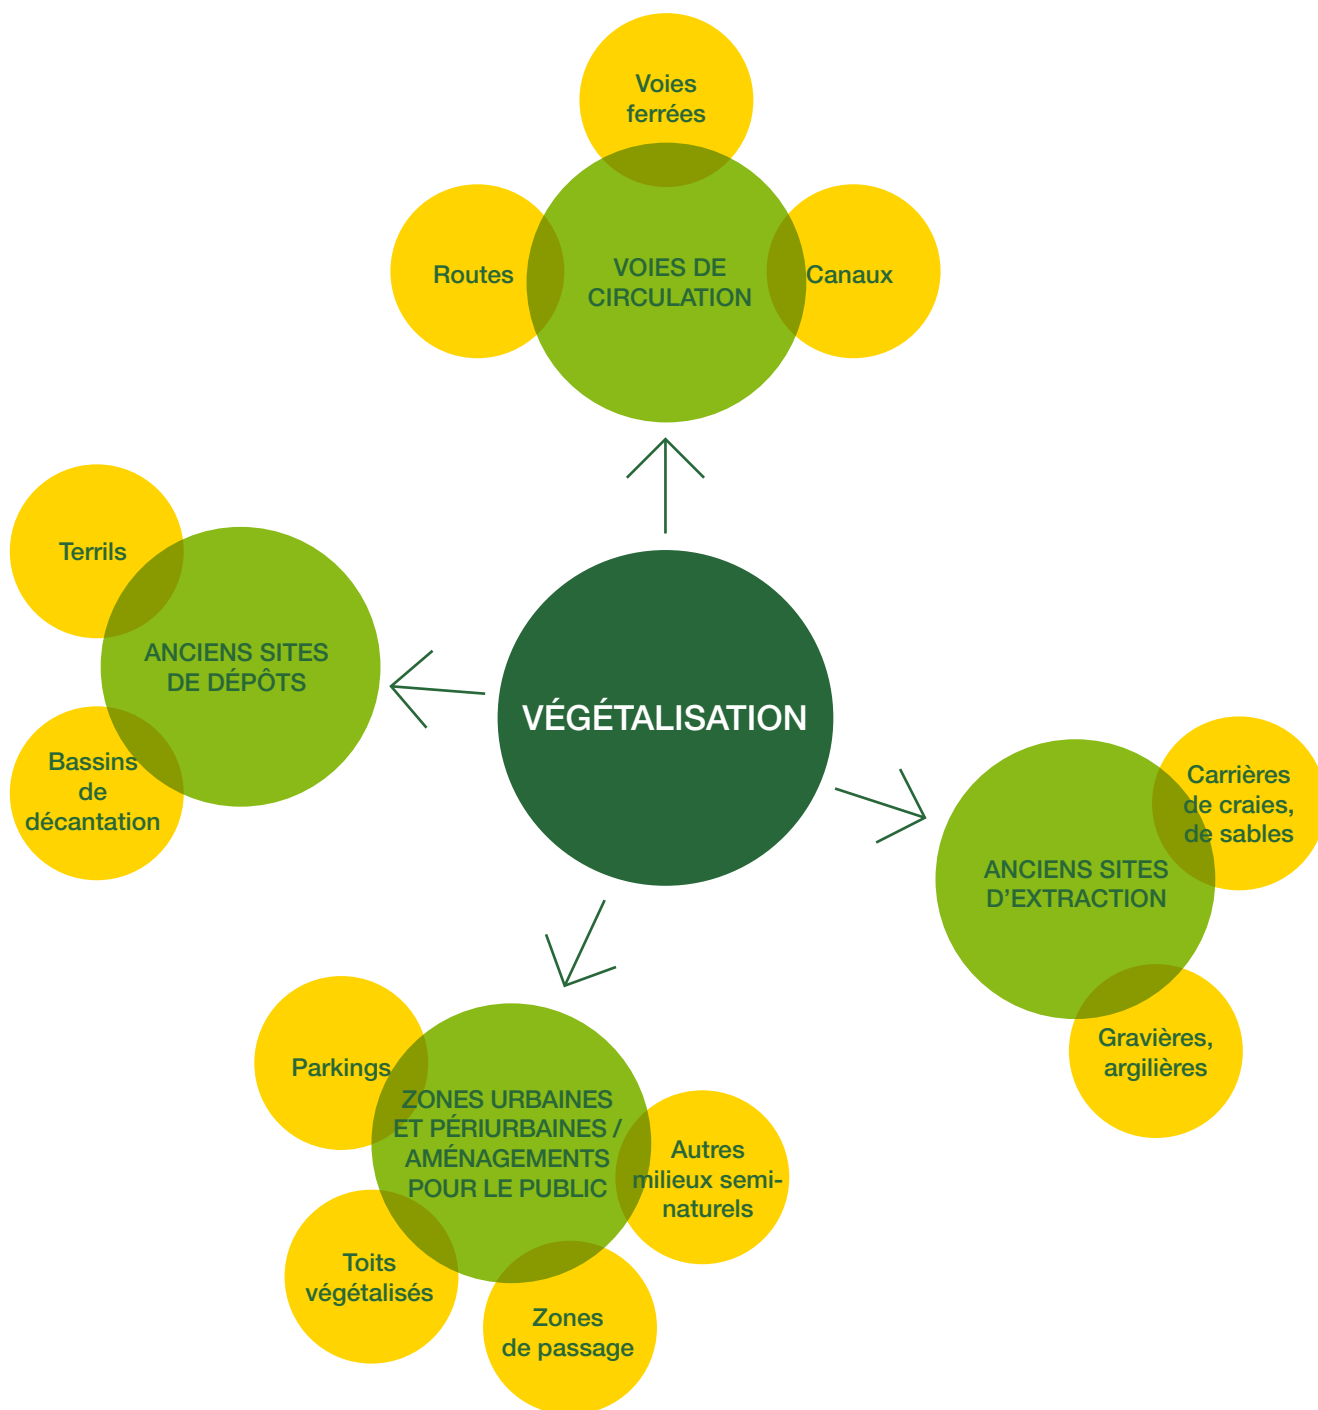 Voies
ferrées
Routes
VOIES DE
CIRCULATION
Canaux
Terrils
ANCIENS SITES
DE DÉPÔTS
Bassins
de
décantation
VÉGÉTALISATION
Carrières
de craies,
de sables
ANCIENS SITES
D’EXTRACTION
Gravières,
argilières
Parkings
ZONES URBAINES
ET PÉRIURBAINES /
AMÉNAGEMENTS
POUR LE PUBLIC
Autres
milieux semi-
naturels
Toits
végétalisés
Zones
de passage